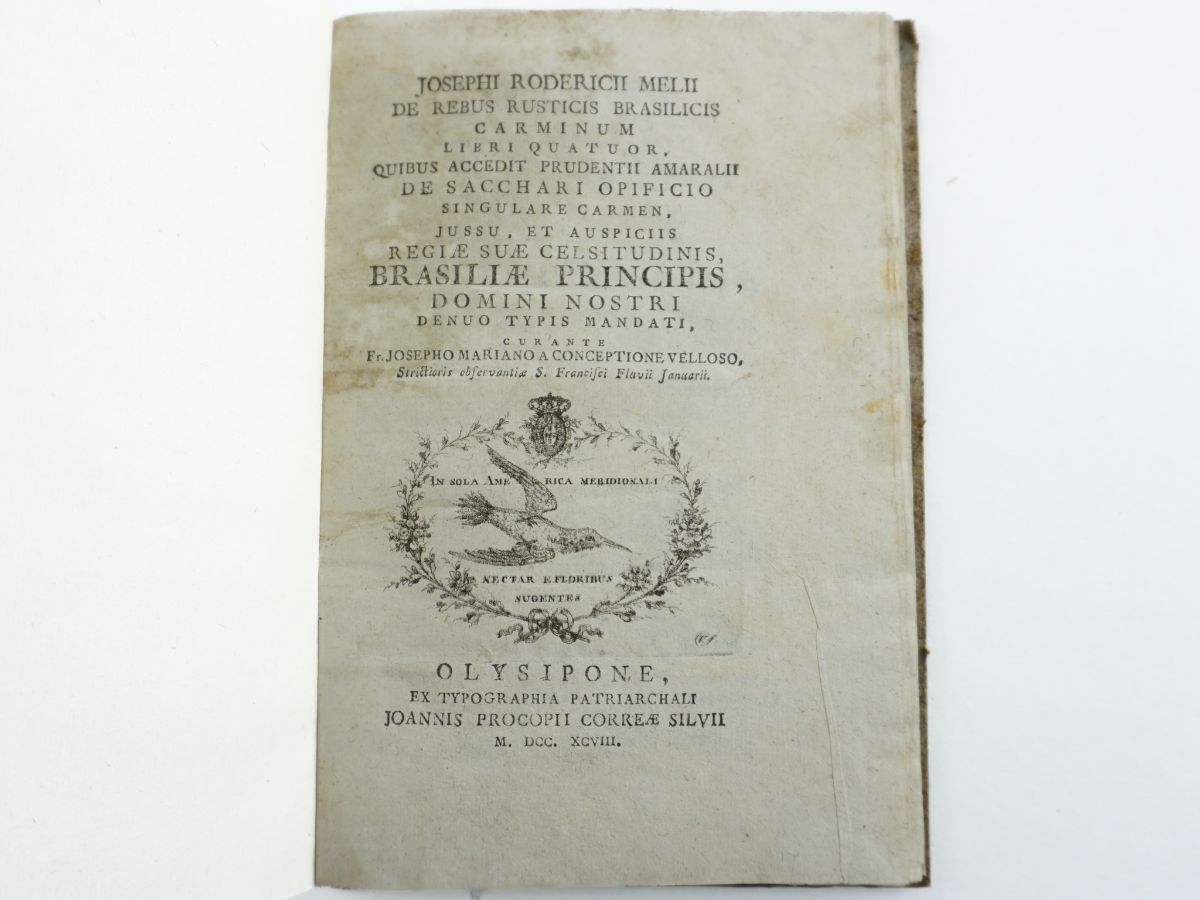 JOSEPHI RODERICII MELII
DE REBUS RUSTICIS BRASILICIS
CARMINUM
LIBRI QUATUOR,
QUIBUS ACCEDIT PRUDENTII AMARALII
DE SACCHARI OPIFICIO
SINGULARE CARMEN,
JUSSU, ET AUSPICIIS
REGIÆ SUÆ CELSITUDINIS,
BRASILIÆ PRINCIPIS,
DOMINI NOSTRI
DENUO TYPIS MANDATI,
CURANTE
Fr. JOSEPHO MARIANO A CONCEPTIONE VELLOSO,
Strictioris obſervantiæ S. Franciſci Fluvii Januarii.
IN SOLA AMERICA MERIDIONALI
NECTAR E FLORIBUS
SUGENTES
OLYSIPONE,
EX TYPOGRAPHIA PATRIARCHALI
JOANNIS PROCOPII CORREÆ SILVII
M. DCC. XCVIII.